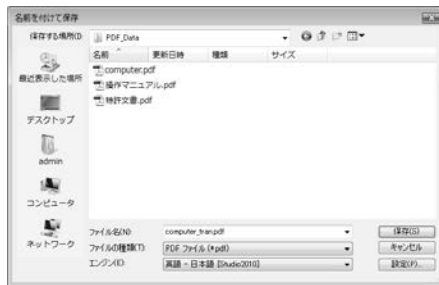 名前を付けて保存
保存する場所(I): PDF_Data
名前 更新日時 種類 サイズ
computer.pdf
操作マニュアル.pdf
特許文書.pdf
最近表示した場所
デスクトップ
admin
コンピュータ
ネットワーク
ファイル名(N): computer_tran.pdf 保存(S)
ファイルの種類(T): PDF ファイル (*.pdf) キャンセル
エンジン(K): 英語 - 日本語 [Studio2010] 設定(P)...